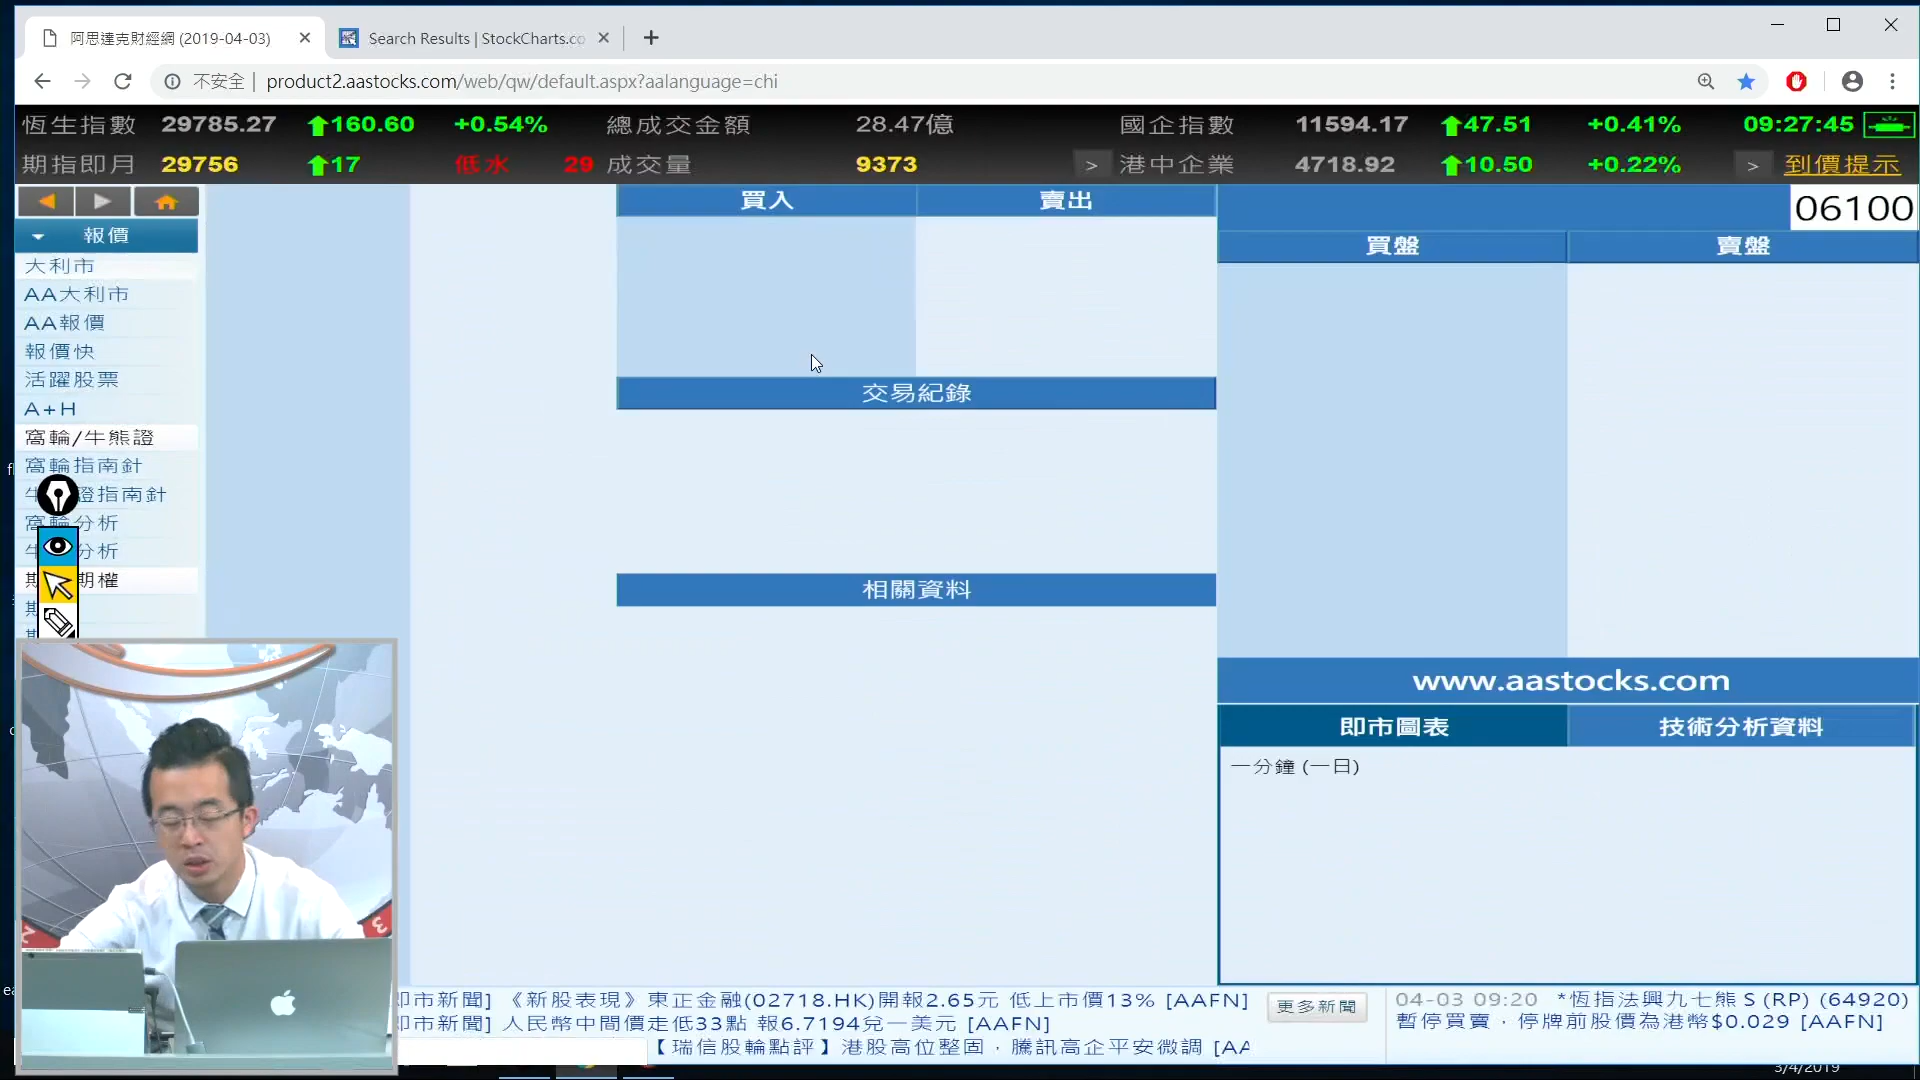 阿思達克財經網 (2019-04-03)
Search Results | StockCharts.co
不安全 | product2.aastocks.com/web/qw/default.aspx?aalanguage=chi
恆生指數 29785.27 160.60 +0.54% 總成交金額 28.47億 國企指數 11594.17 47.51 +0.41% 09:27:45
期指即月 29756 17 低水 29 成交量 9373 > 港中企業 4718.92 10.50 +0.22% > 到價提示
買入 賣出
06100
報價
買盤 賣盤
大利市
AA大利市
AA報價
報價快
活躍股票
A+H
交易紀錄
窩輪/牛熊證
窩輪指南針
證指南針
窩輪分析
分析
期權
相關資料
www.aastocks.com
即市圖表 技術分析資料
一分鐘 (一日)
即市新聞] 《新股表現》東正金融(02718.HK)開報2.65元 低上市價13% [AAFN]
即市新聞] 人民幣中間價走低33點 報6.7194兌一美元 [AAFN]
【瑞信股輪點評】港股高位整固，騰訊高企平安微調 [AA
更多新聞
04-03 09:20 *恆指法興九七熊S(RP) (64920)
暫停買賣，停牌前股價為港幣$0.029 [AAFN]
3/4/2019